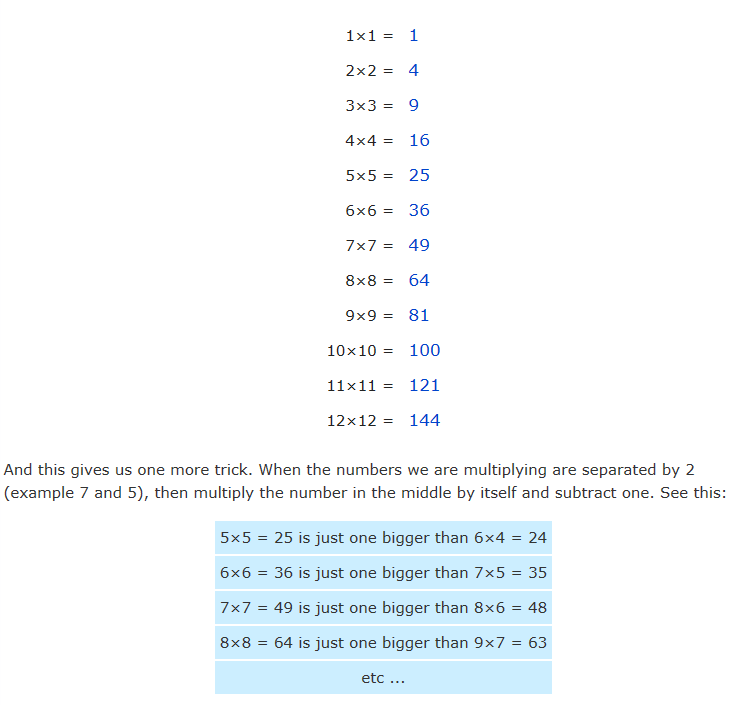 1×1 = 1
2×2 = 4
3×3 = 9
4×4 = 16
5×5 = 25
6×6 = 36
7×7 = 49
8×8 = 64
9×9 = 81
10×10 = 100
11×11 = 121
12×12 = 144
And this gives us one more trick. When the numbers we are multiplying are separated by 2
(example 7 and 5), then multiply the number in the middle by itself and subtract one. See this:
5×5 = 25 is just one bigger than 6×4 = 24
6×6 = 36 is just one bigger than 7×5 = 35
7×7 = 49 is just one bigger than 8×6 = 48
8×8 = 64 is just one bigger than 9×7 = 63
etc ...